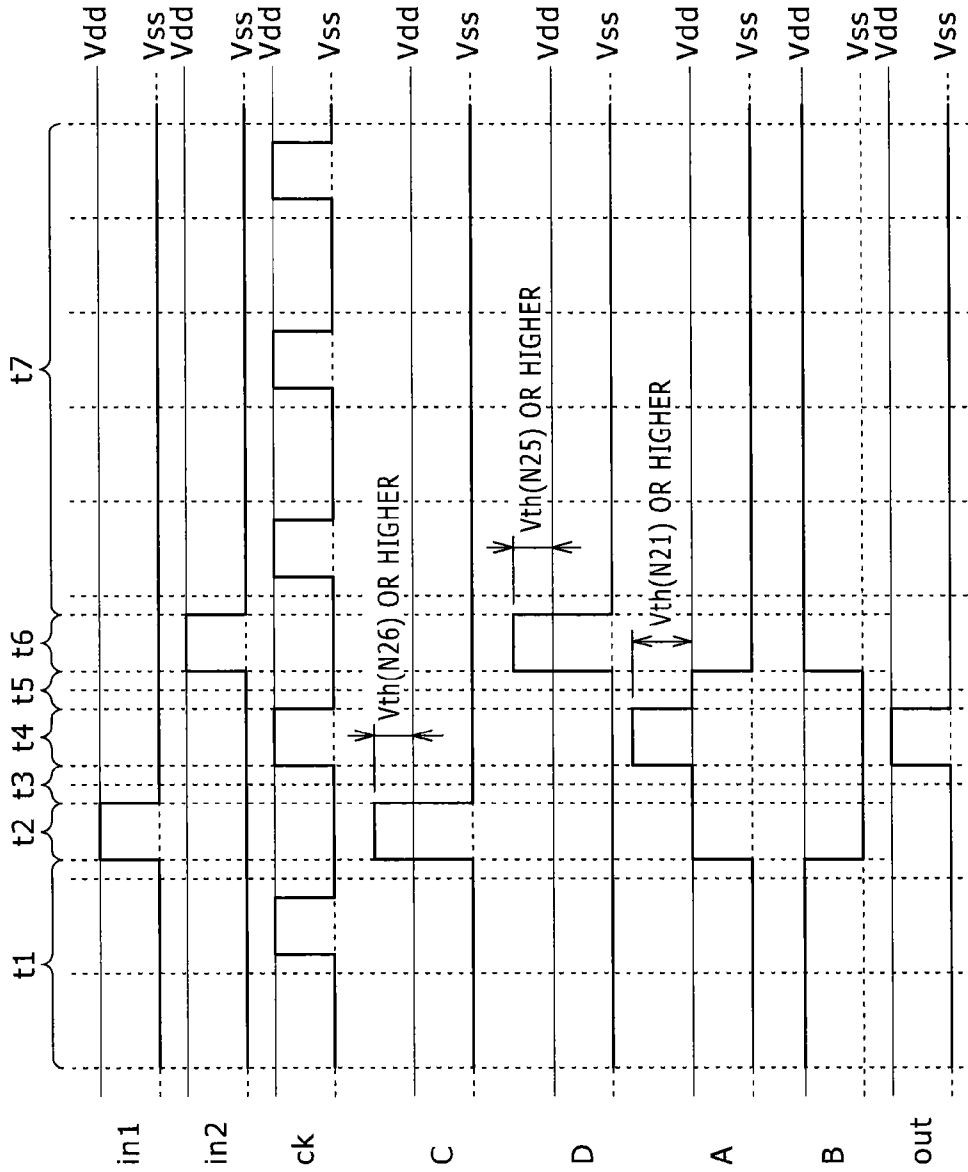 t1
t2
t3
t4
t5
t6
t7
in1
Vdd
Vss
in2
Vdd
Vss
ck
Vdd
Vss
C
Vth(N26) OR HIGHER
Vdd
Vss
D
Vth(N25) OR HIGHER
Vdd
Vss
A
Vth(N21) OR HIGHER
Vdd
Vss
B
Vdd
Vss
out
Vdd
Vss